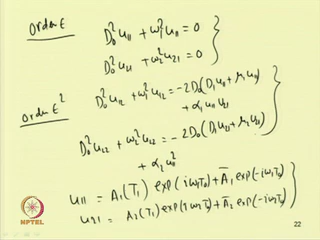 Order ε
D₀²u₁₁ + ω₁²u₁₁ = 0
D₀²u₂₁ + ω₂²u₂₁ = 0
Order ε²
D₀²u₁₂ + ω₁²u₁₂ = -2D₀(D₁u₁₁ + μ₁u₁₁)
+ α₁u₁₁u₂₁
D₀²u₂₂ + ω₂²u₂₂ = -2D₀(D₁u₂₁ + μ₂u₂₁)
+ α₂u₁₁²
u₁₁ = A₁(T₁) exp(iω₁T₀) + Ā₁ exp(-iω₁T₀)
u₂₁ = A₂(T₁) exp(iω₂T₀) + Ā₂ exp(-iω₂T₀)
NPTEL
22